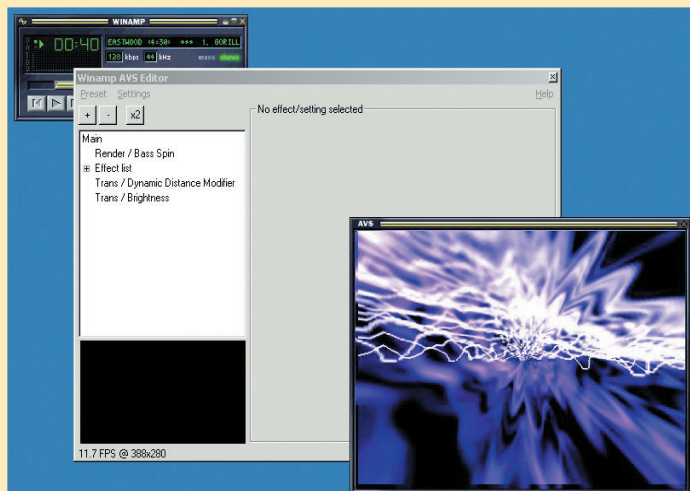 WINAMP
00:40
EASTWOOD (4:30) *** 1. GORILL
128 kbps 44 kHz
mono stereo
Winamp AVS Editor
Preset Settings
Help
+ - x2
No effect/setting selected
Main
Render / Bass Spin
Effect list
Trans / Dynamic Distance Modifier
Trans / Brightness
AVS
11.7 FPS @ 388x280